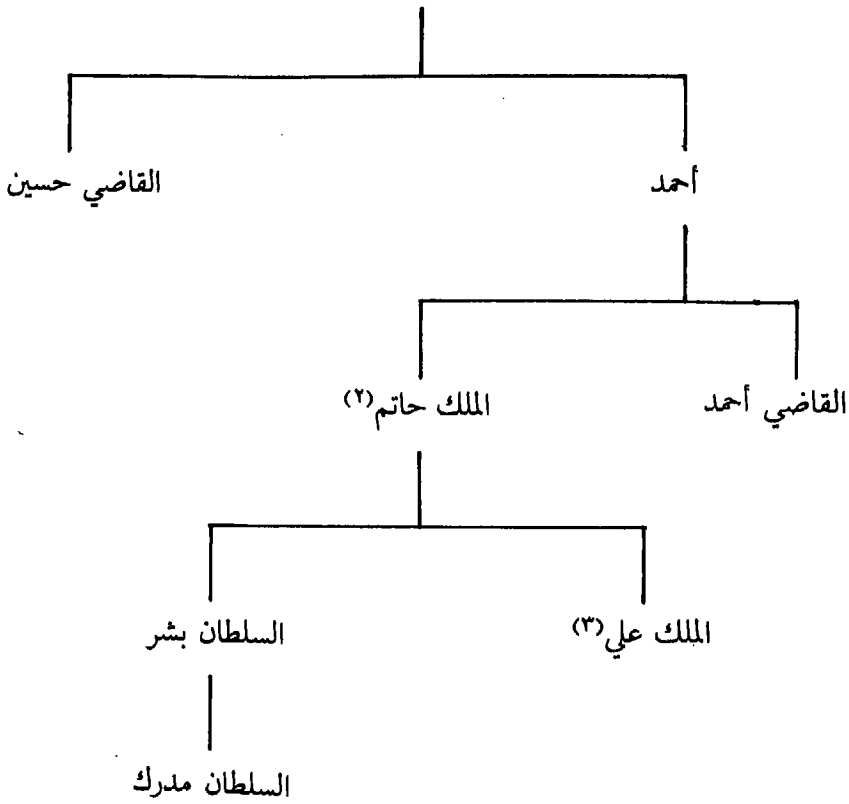 أحمد
القاضي حسين
القاضي أحمد
الملك حاتم(٢)
الملك علي(٣)
السلطان بشر
السلطان مدرك